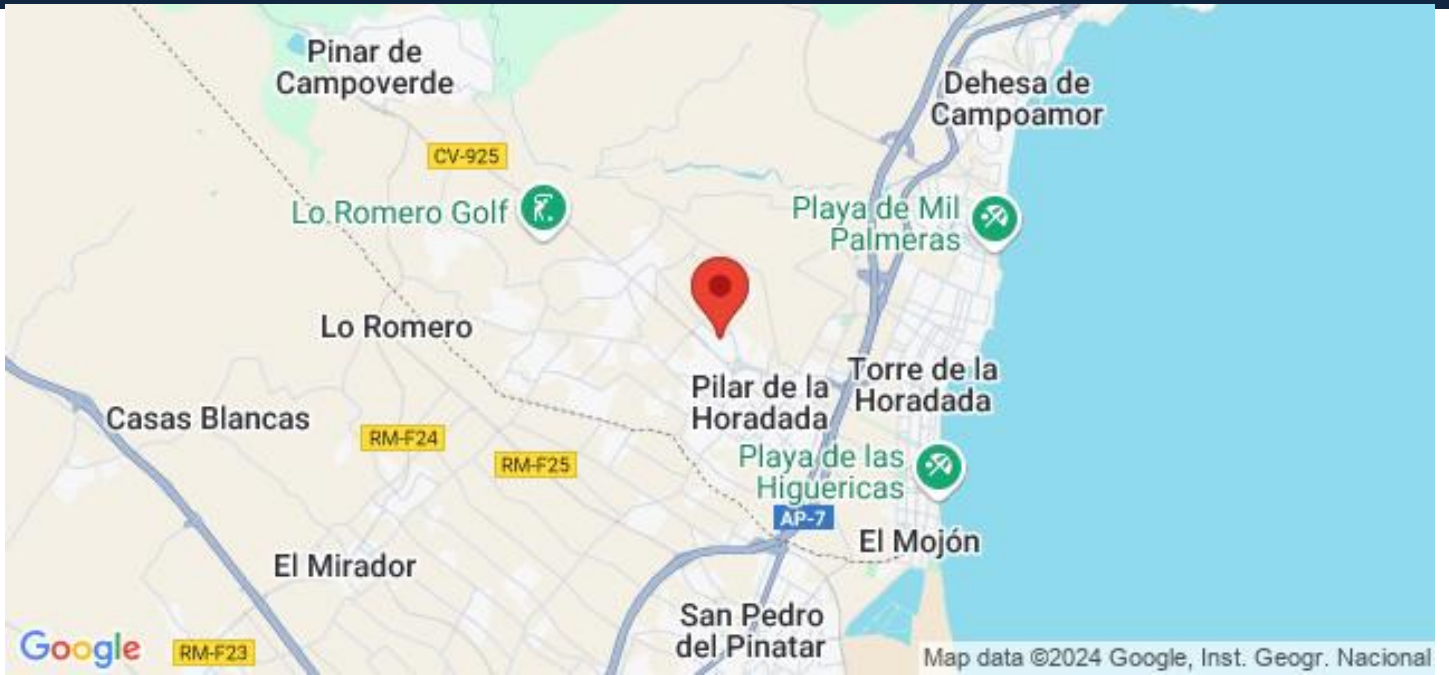 Pinar de
Campoverde
Dehesa de
Campoamor
CV-925
Lo Romero Golf
Playa de Mil
Palmeras
Lo Romero
Pilar de la
Horadada
Torre de la
Horadada
Casas Blancas
RM-F24
RM-F25
Playa de las
Higuericas
AP-7
El Mojón
El Mirador
San Pedro
del Pinatar
Google
RM-F23
Map data ©2024 Google, Inst. Geogr. Nacional